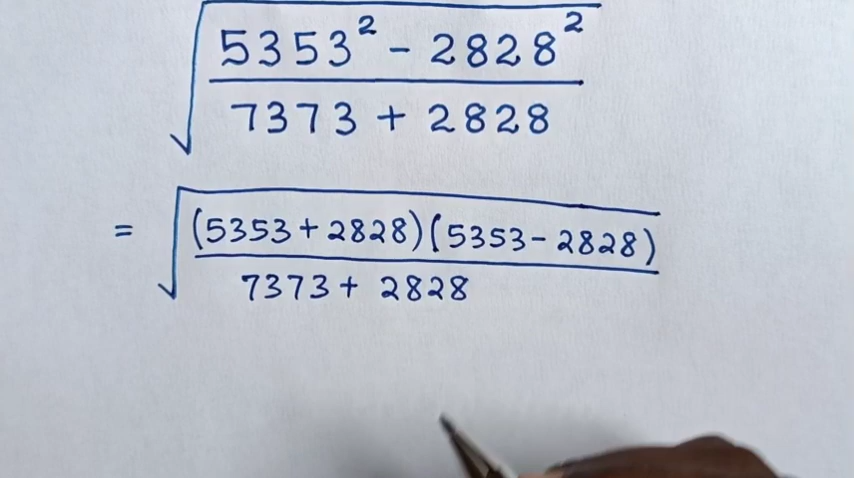 √((5353² - 2828²)/(7373 + 2828))
= √(((5353 + 2828)(5353 - 2828))/(7373 + 2828))